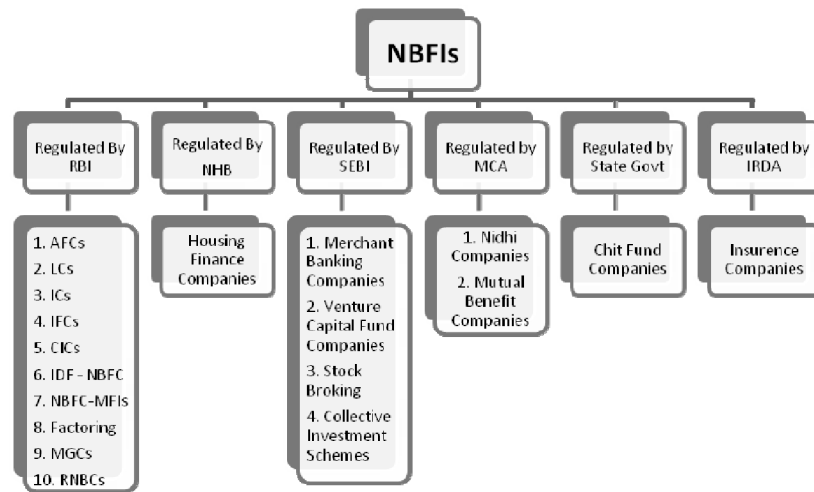 NBFIs
Regulated By
RBI
Regulated By
NHB
Regulated By
SEBI
Regulated by
MCA
Regulated by
State Govt
Regulated by
IRDA
1. AFCs
2. LCs
3. ICs
4. IFCs
5. CICs
6. IDF - NBFC
7. NBFC-MFIs
8. Factoring
9. MGCs
10. RNBCs
Housing
Finance
Companies
1. Merchant
Banking
Companies
2. Venture
Capital Fund
Companies
3. Stock
Broking
4. Collective
Investment
Schemes
1. Nidhi
Companies
2. Mutual
Benefit
Companies
Chit Fund
Companies
Insurence
Companies